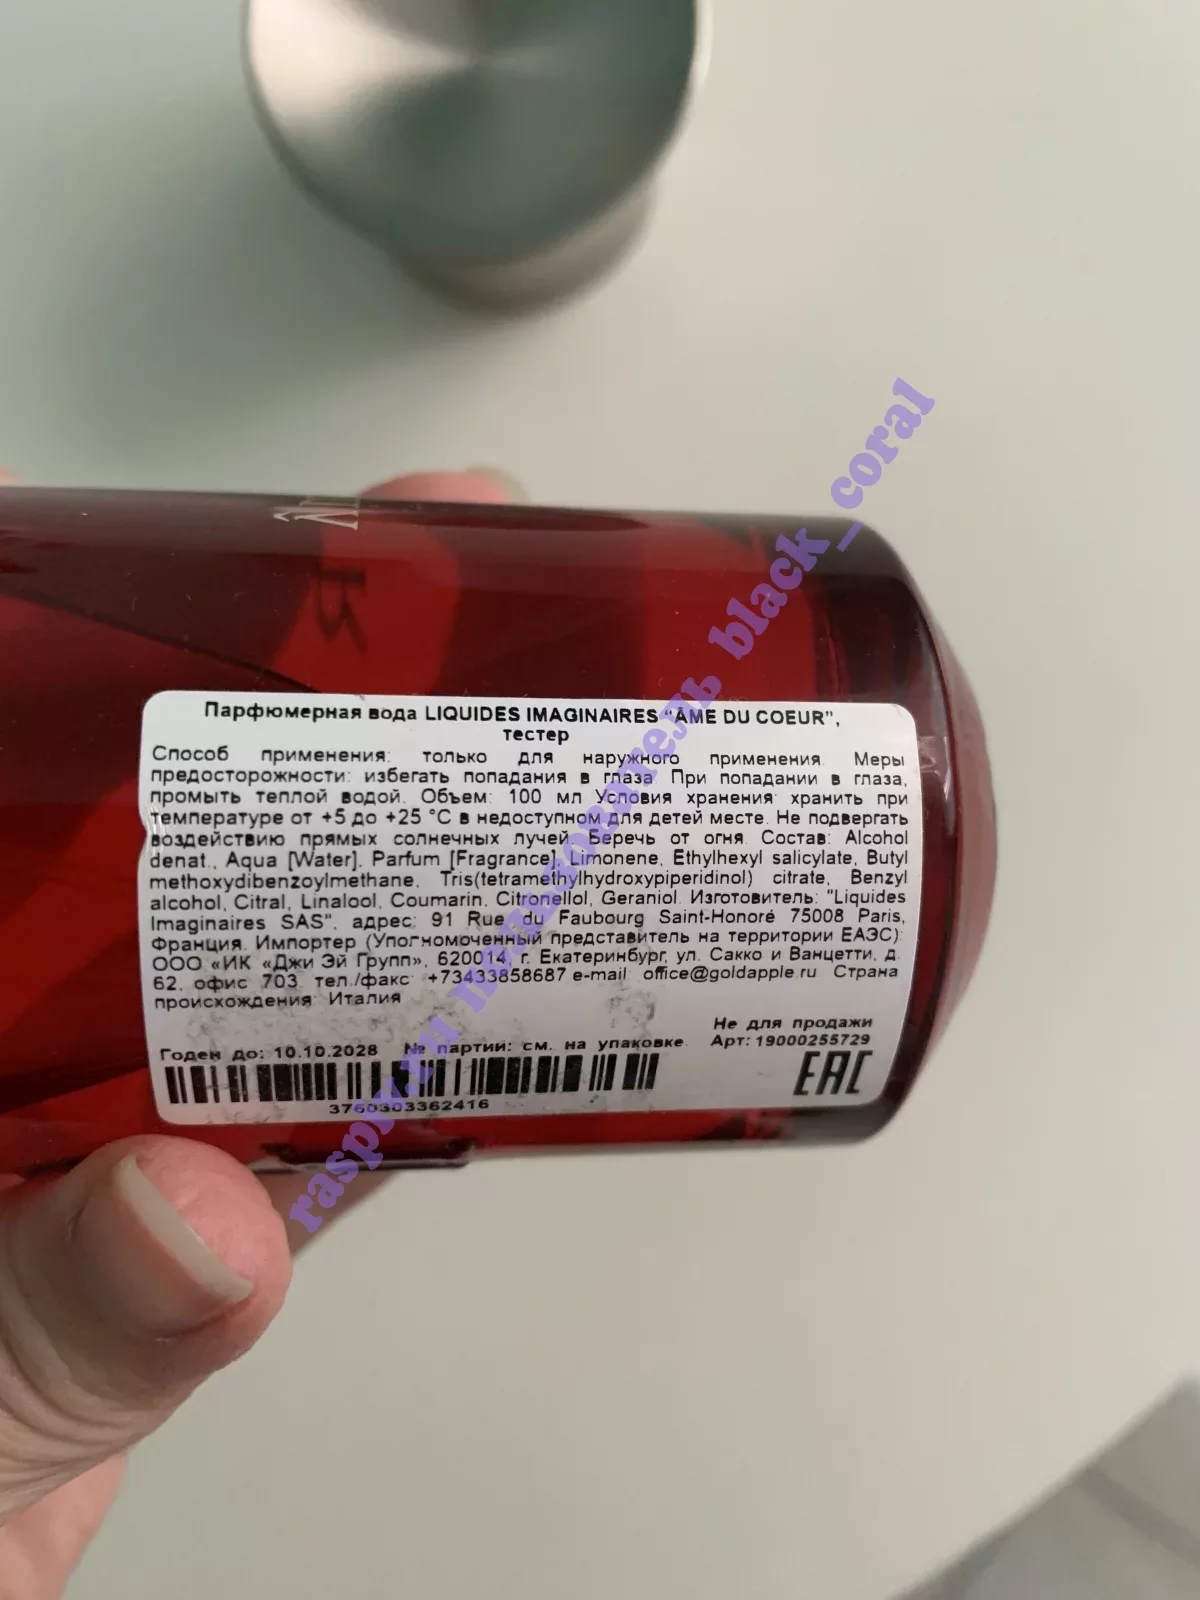 Âm
Парфюмерная вода LIQUIDES IMAGINAIRES “ÂME DU COEUR”,
тестер
Способ применения: только для наружного применения. Меры
предосторожности: избегать попадания в глаза. При попадании в глаза,
промыть теплой водой. Объем: 100 мл Условия хранения: хранить при
температуре от +5 до +25 °C в недоступном для детей месте. Не подвергать
воздействию прямых солнечных лучей. Беречь от огня. Состав: Alcohol
denat., Aqua [Water], Parfum [Fragrance], Limonene, Ethylhexyl salicylate, Butyl
methoxydibenzoylmethane, Tris(tetramethylhydroxypiperidinol) citrate, Benzyl
alcohol, Citral, Linalool, Coumarin, Citronellol, Geraniol. Изготовитель: "Liquides
Imaginaires SAS", адрес: 91 Rue du Faubourg Saint-Honoré 75008 Paris,
Франция. Импортер (Уполномоченный представитель на территории ЕАЭС):
ООО «ИК «Джи Эй Групп», 620014, г. Екатеринбург, ул. Сакко и Ванцетти, д.
62, офис 703 тел./факс: +73433858687 e-mail: office@goldapple.ru Страна
происхождения: Италия
Не для продажи
Годен до: 10.10.2028 № партии: см. на упаковке. Арт: 19000255729
3760303362416
EAC
raspiv.ru пользователь black_coral